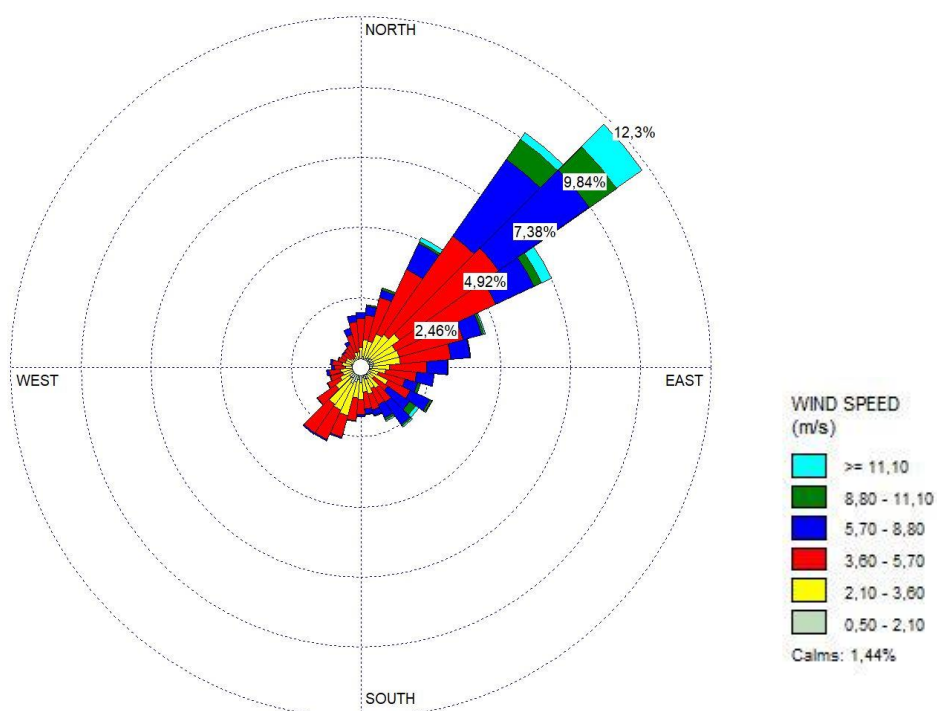 NORTH
12,3%
9,84%
7,38%
4,92%
2,46%
WEST
EAST
SOUTH
WIND SPEED
(m/s)
>= 11,10
8,80 - 11,10
5,70 - 8,80
3,60 - 5,70
2,10 - 3,60
0,50 - 2,10
Calms: 1,44%